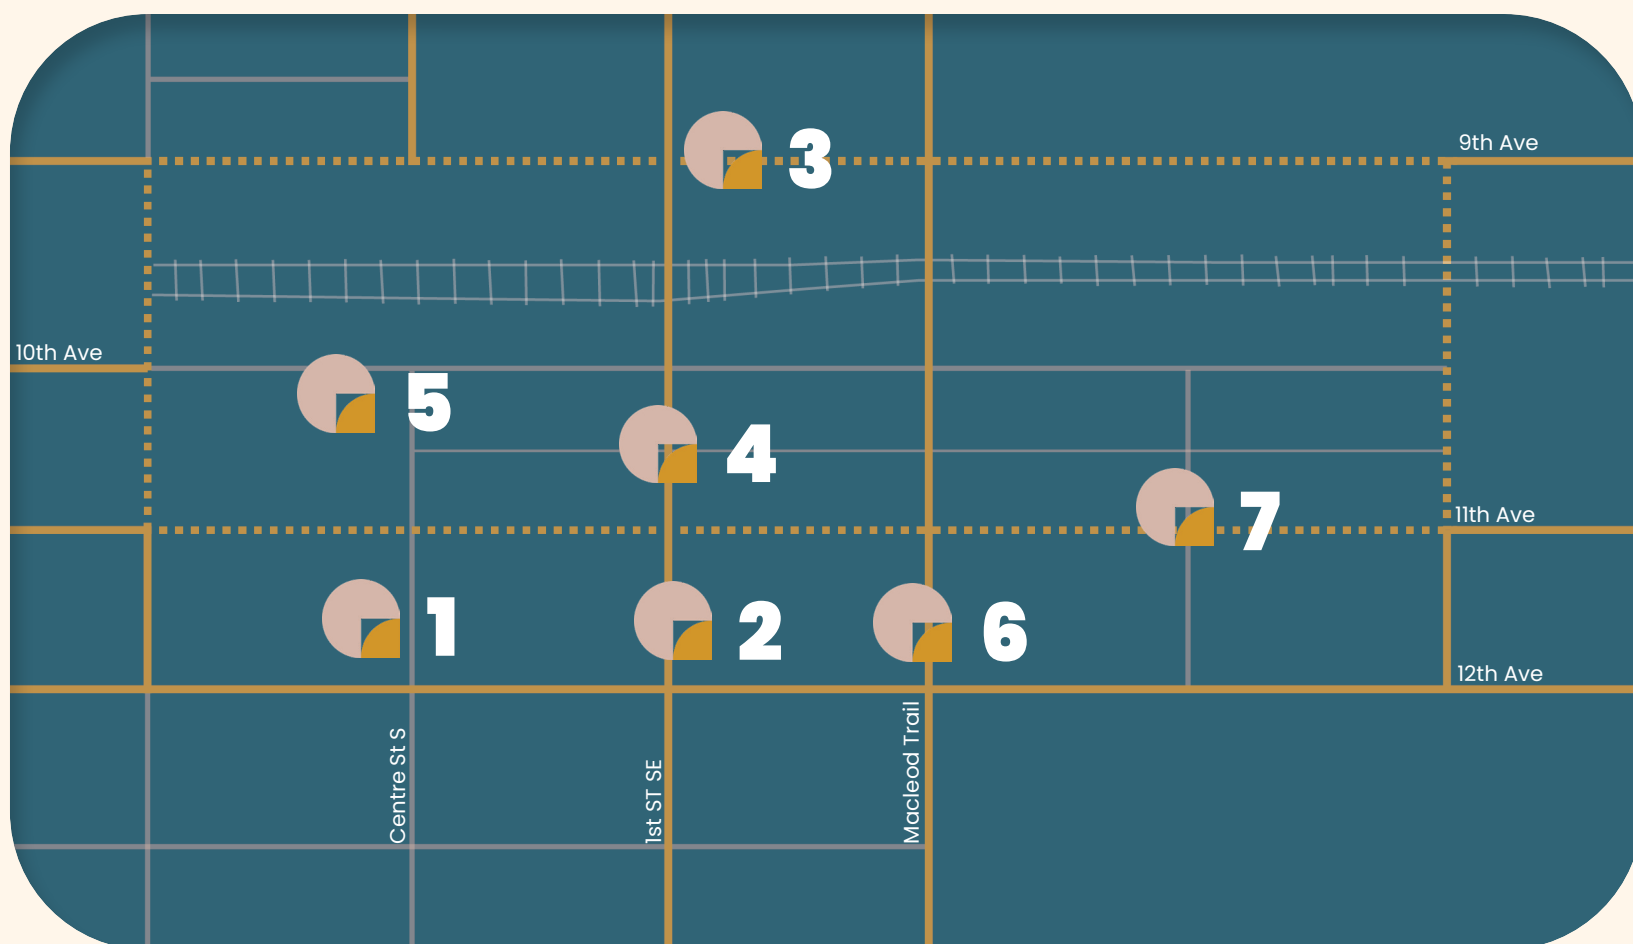 9th Ave
3
10th Ave
5
4
7
11th Ave
1
2
6
12th Ave
Centre St S
1st ST SE
Macleod Trail